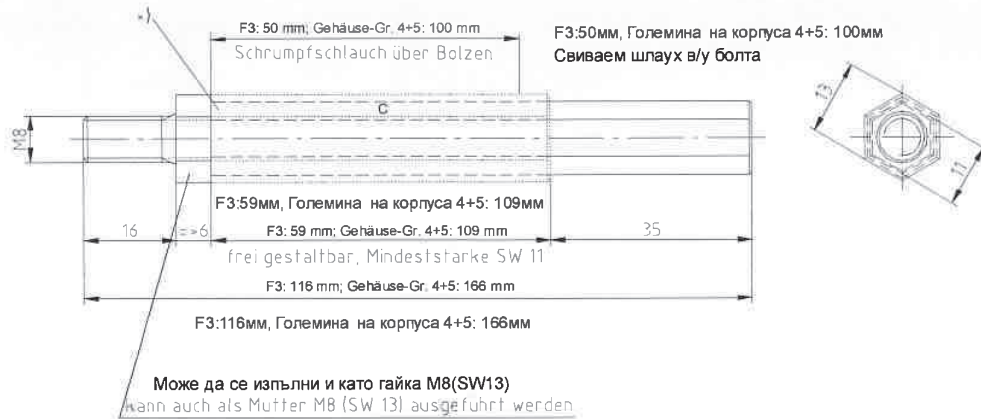 *)
F3: 50 mm; Gehäuse-Gr. 4+5: 100 mm
Schrumpfschlauch über Bolzen
F3:50мм, Големина на корпуса 4+5: 100мм
Свиваем шлаух в/у болта
C
M8
13
11
F3:59мм, Големина на корпуса 4+5: 109мм
16
=>6
F3: 59 mm; Gehäuse-Gr. 4+5: 109 mm
35
frei gestaltbar, Mindeststärke SW 11
F3: 116 mm; Gehäuse-Gr. 4+5: 166 mm
F3:116мм, Големина на корпуса 4+5: 166мм
Може да се изпълни и като гайка M8(SW13)
kann auch als Mutter M8 (SW 13) ausgeführt werden